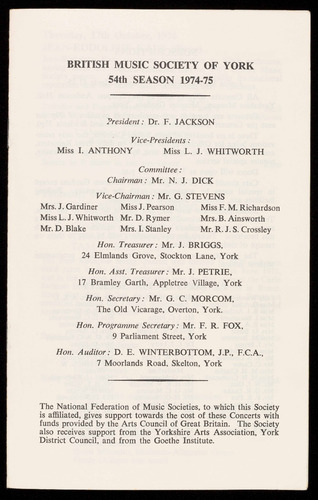 BRITISH MUSIC SOCIETY OF YORK
54th SEASON 1974-75
President: Dr. F. JACKSON
Vice-Presidents:
Miss I. ANTHONY Miss L. J. WHITWORTH
Committee:
Chairman: Mr. N. J. DICK
Vice-Chairman: Mr. G. STEVENS
Mrs. J. Gardiner Miss J. Pearson Miss F. M. Richardson
Miss L. J. Whitworth Mr. D. Rymer Mrs. B. Ainsworth
Mr. D. Blake Mrs. I. Stanley Mr. R. J. S. Crossley
Hon. Treasurer: Mr. J. BRIGGS,
24 Elmlands Grove, Stockton Lane, York
Hon. Asst. Treasurer: Mr. J. PETRIE,
17 Bramley Garth, Appletree Village, York
Hon. Secretary: Mr. G. C. MORCOM,
The Old Vicarage, Overton, York.
Hon. Programme Secretary: Mr. F. R. FOX,
9 Parliament Street, York
Hon. Auditor: D. E. WINTERBOTTOM, J.P., F.C.A.,
7 Moorlands Road, Skelton, York
The National Federation of Music Societies, to which this Society
is affiliated, gives support towards the cost of these Concerts with
funds provided by the Arts Council of Great Britain. The Society
also receives support from the Yorkshire Arts Association, York
District Council, and from the Goethe Institute.